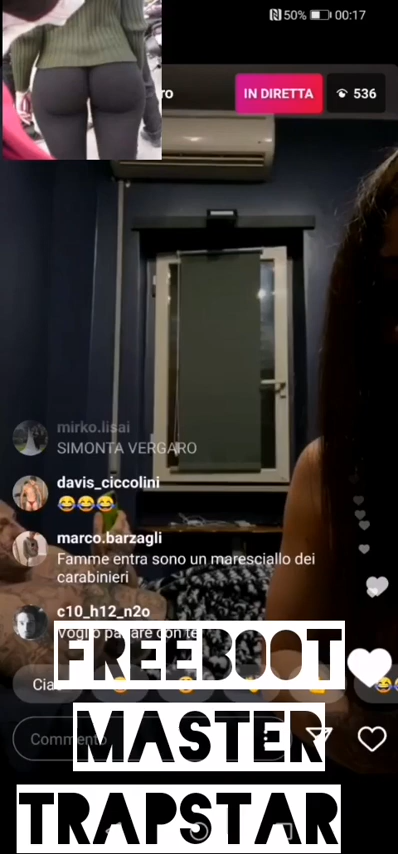 50% 00:17
ro
IN DIRETTA
536
mirko.lisai
SIMONTA VERGARO
davis_ciccolini
marco.barzagli
Famme entra sono un maresciallo dei
carabinieri
c10_h12_n2o
Voglio parlare con te
Cia
Commento
FREEBOOT
MASTER
TRAPSTAR